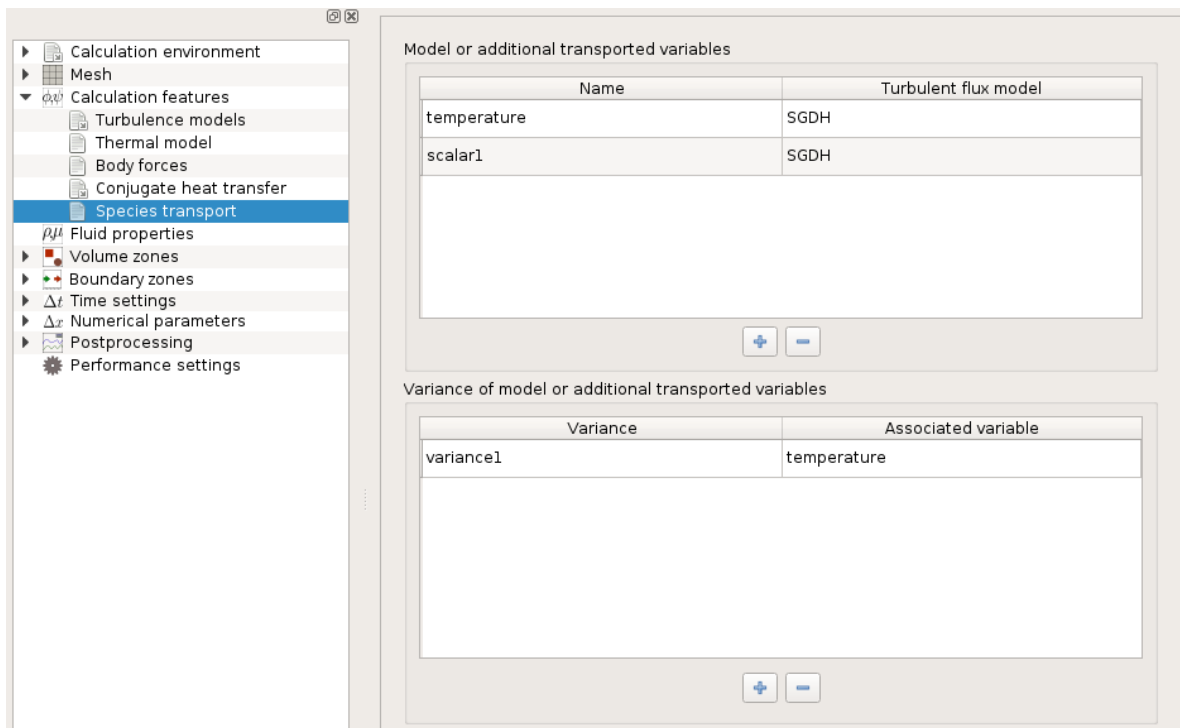 Calculation environment
Mesh
ϕ,ψ Calculation features
Turbulence models
Thermal model
Body forces
Conjugate heat transfer
Species transport
ρ,μ Fluid properties
Volume zones
Boundary zones
Δt Time settings
Δx Numerical parameters
Postprocessing
Performance settings
Model or additional transported variables
Name Turbulent flux model
temperature SGDH
scalar1 SGDH
Variance of model or additional transported variables
Variance Associated variable
variance1 temperature